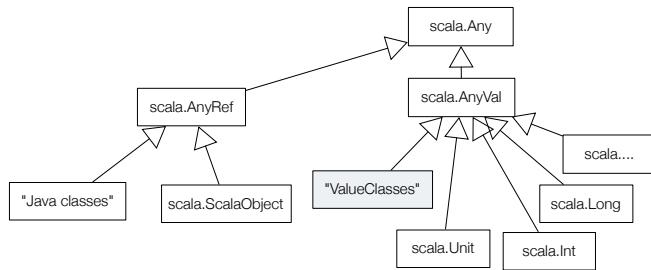 scala.Any
scala.AnyRef
scala.AnyVal
scala....
"Java classes"
scala.ScalaObject
"ValueClasses"
scala.Long
scala.Unit
scala.Int